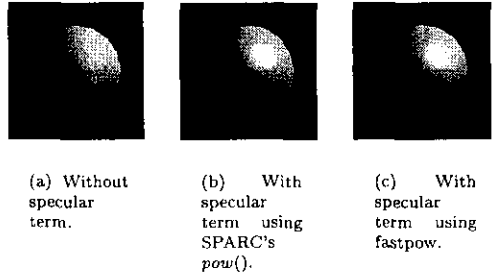 (a) Without
specular
term.
(b) With
specular
term using
SPARC's
pow().
(c) With
specular
term using
fastpow.